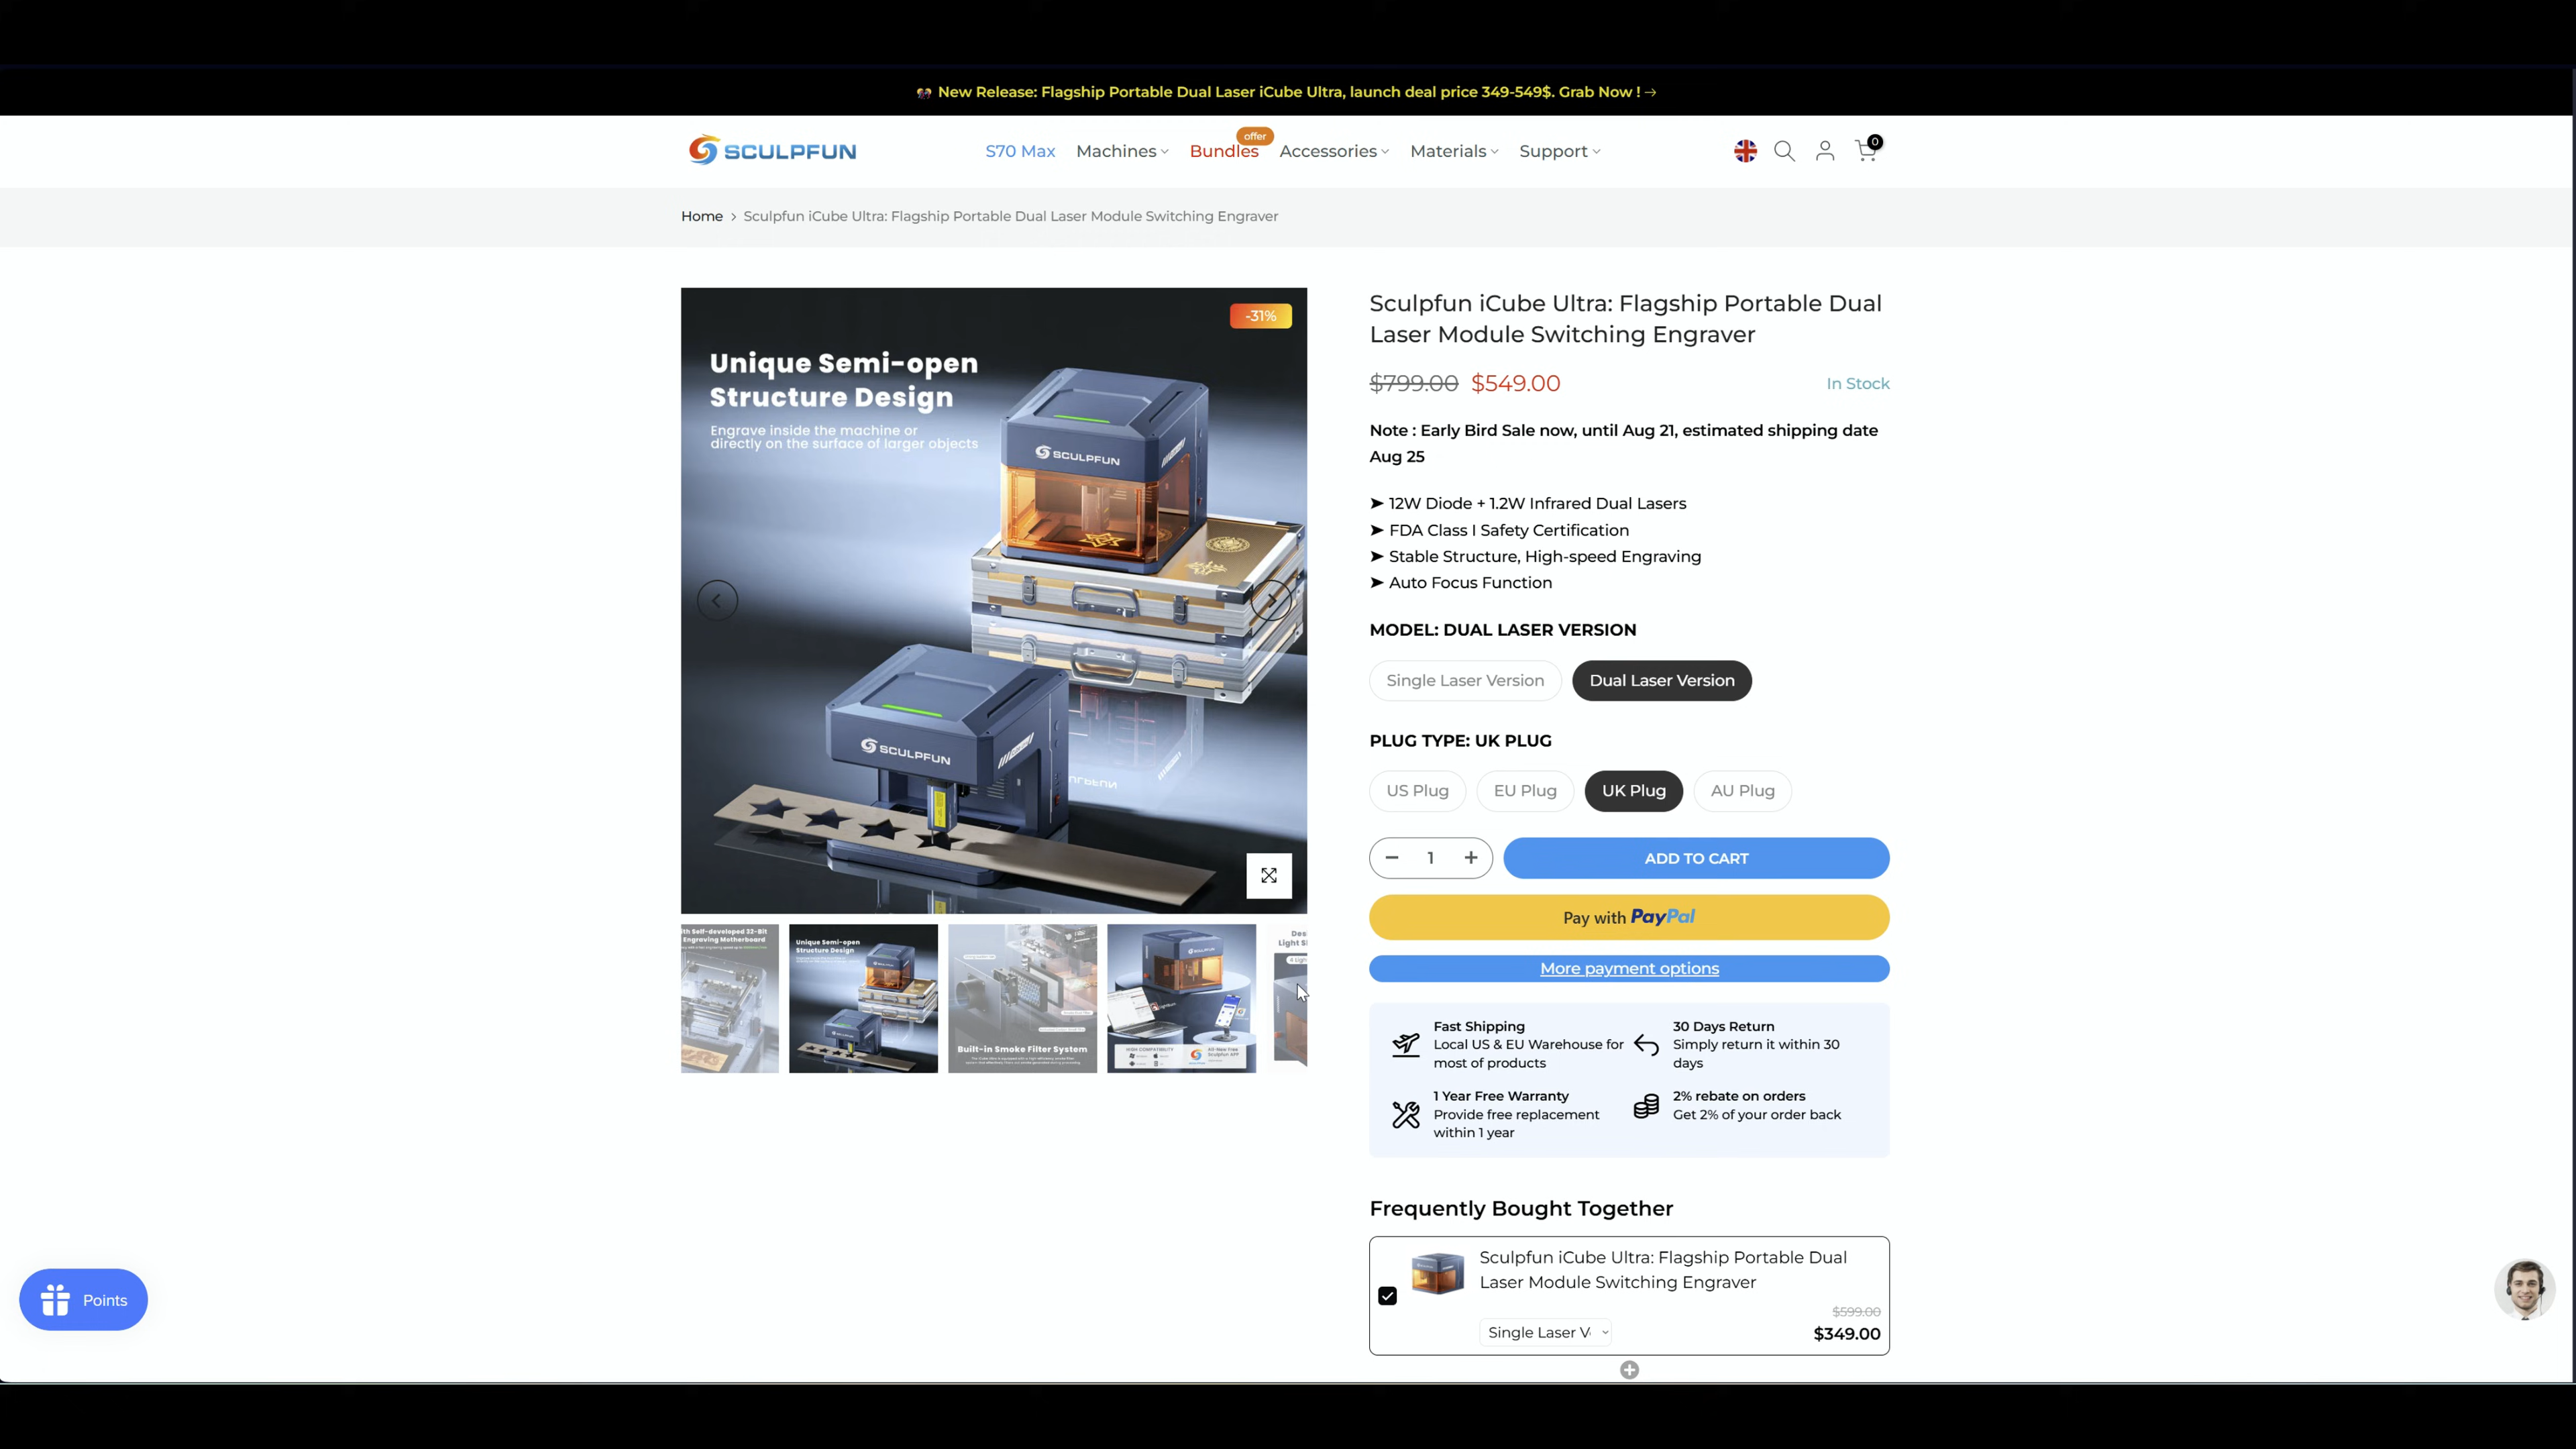 New Release: Flagship Portable Dual Laser iCube Ultra, launch deal price 349-549$. Grab Now !
SCULPFUN
S70 Max
Machines
offer
Bundles
Accessories
Materials
Support
0
Home > Sculpfun iCube Ultra: Flagship Portable Dual Laser Module Switching Engraver
-31%
Unique Semi-open
Structure Design
Engrave inside the machine or
directly on the surface of larger objects
SCULPFUN
SCULPFUN
Unique Semi-open
Structure Design
Built-in Smoke Filter System
Sculpfun iCube Ultra: Flagship Portable Dual
Laser Module Switching Engraver
$799.00 $549.00
In Stock
Note : Early Bird Sale now, until Aug 21, estimated shipping date
Aug 25
➤ 12W Diode + 1.2W Infrared Dual Lasers
➤ FDA Class I Safety Certification
➤ Stable Structure, High-speed Engraving
➤ Auto Focus Function
MODEL: DUAL LASER VERSION
Single Laser Version
Dual Laser Version
PLUG TYPE: UK PLUG
US Plug
EU Plug
UK Plug
AU Plug
− 1 +
ADD TO CART
Pay with PayPal
More payment options
Fast Shipping
Local US & EU Warehouse for
most of products
30 Days Return
Simply return it within 30
days
1 Year Free Warranty
Provide free replacement
within 1 year
2% rebate on orders
Get 2% of your order back
Frequently Bought Together
Sculpfun iCube Ultra: Flagship Portable Dual
Laser Module Switching Engraver
$599.00
Single Laser V
$349.00
Points